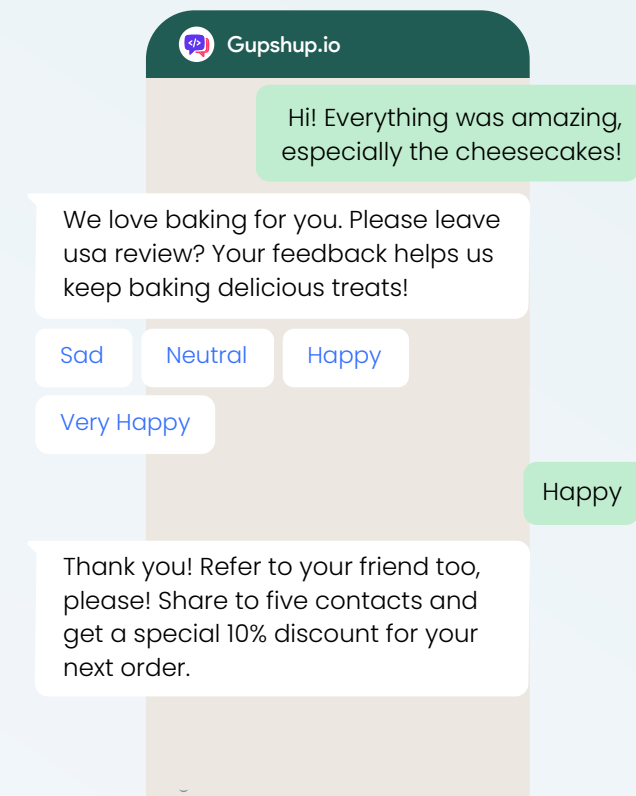 Gupshup.io
Hi! Everything was amazing,
especially the cheesecakes!
We love baking for you. Please leave
usa review? Your feedback helps us
keep baking delicious treats!
Sad
Neutral
Happy
Very Happy
Happy
Thank you! Refer to your friend too,
please! Share to five contacts and
get a special 10% discount for your
next order.